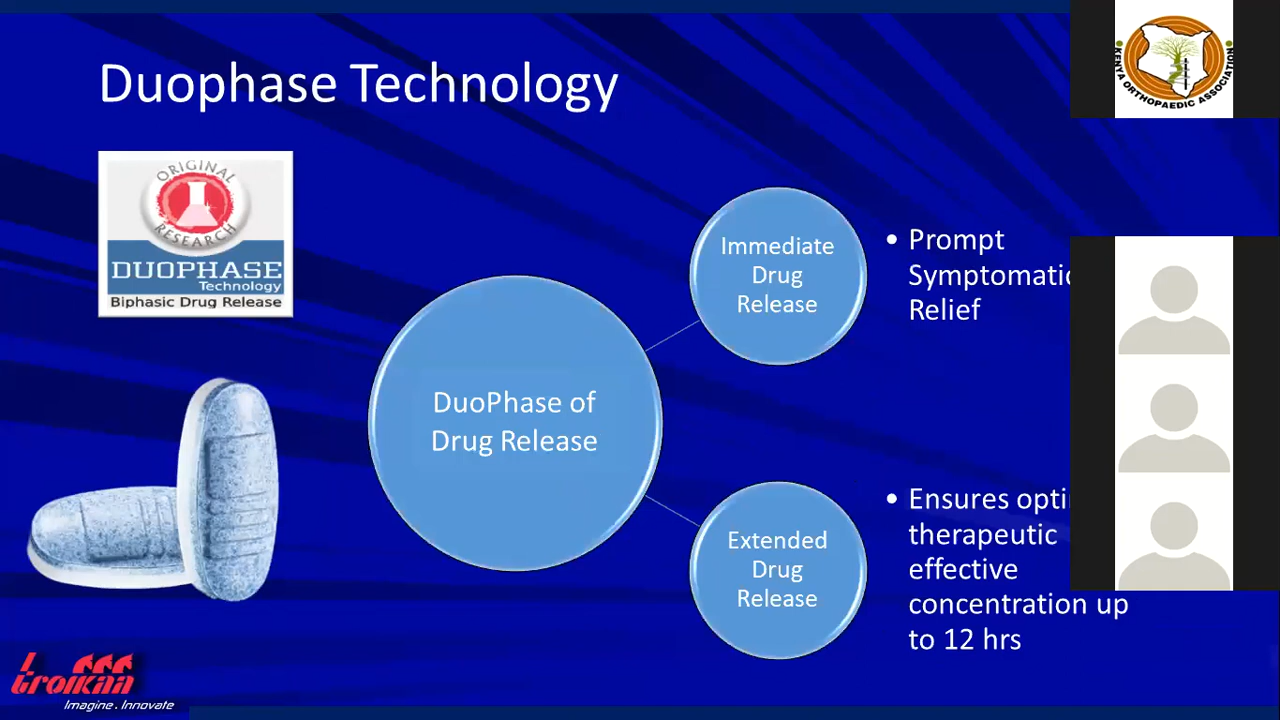 Duophase Technology
KENYA ORTHOPAEDIC ASSOCIATION
ORIGINAL
RESEARCH
DUOPHASE
Technology
Biphasic Drug Release
DuoPhase of
Drug Release
Immediate
Drug
Release
• Prompt
Symptomatic
Relief
Extended
Drug
Release
• Ensures
therapeutic
effective
concentration up
to 12 hrs
troikaa
Imagine . Innovate